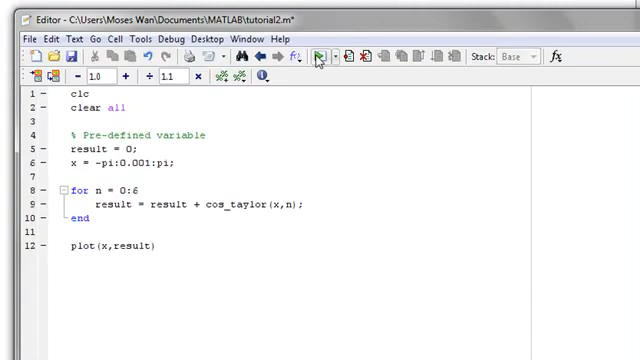 Editor - C:\Users\Moses Wan\Documents\MATLAB\tutorial2.m*
File Edit Text Go Cell Tools Debug Desktop Window Help
Stack: Base fx
1.0 + ÷ 1.1 ×
1 clc
2 clear all
3
4 % Pre-defined variable
5 result = 0;
6 x = -pi:0.001:pi;
7
8 for n = 0:6
9 result = result + cos_taylor(x,n);
10 end
11
12 plot(x,result)